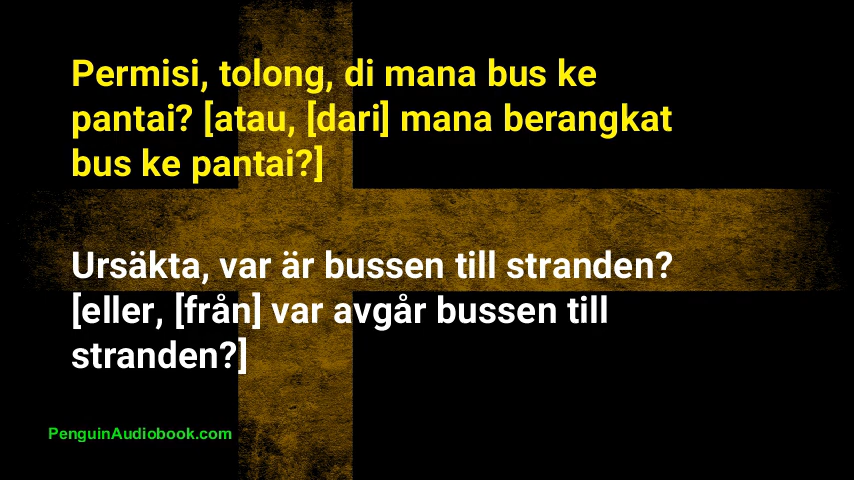 Permisi, tolong, di mana bus ke
pantai? [atau, [dari] mana berangkat
bus ke pantai?]
Ursäkta, var är bussen till stranden?
[eller, [från] var avgår bussen till
stranden?]
PenguinAudiobook.com